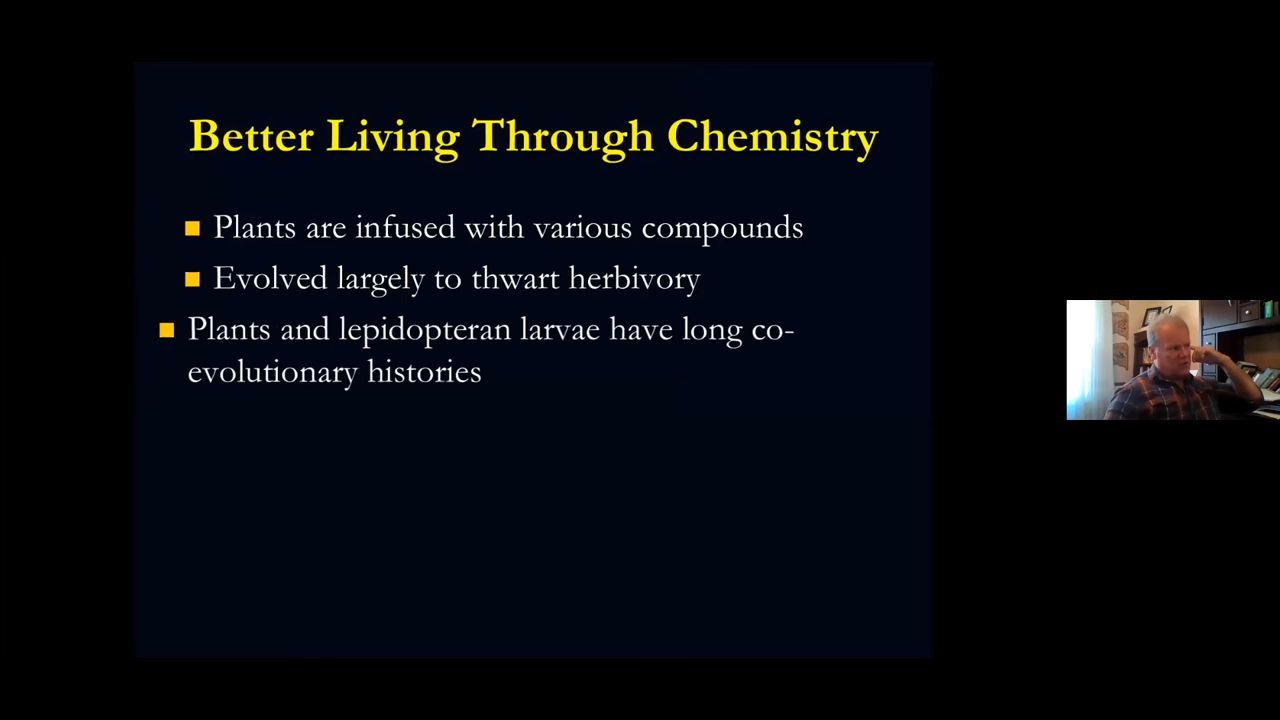 Better Living Through Chemistry
Plants are infused with various compounds
Evolved largely to thwart herbivory
Plants and lepidopteran larvae have long co-
evolutionary histories